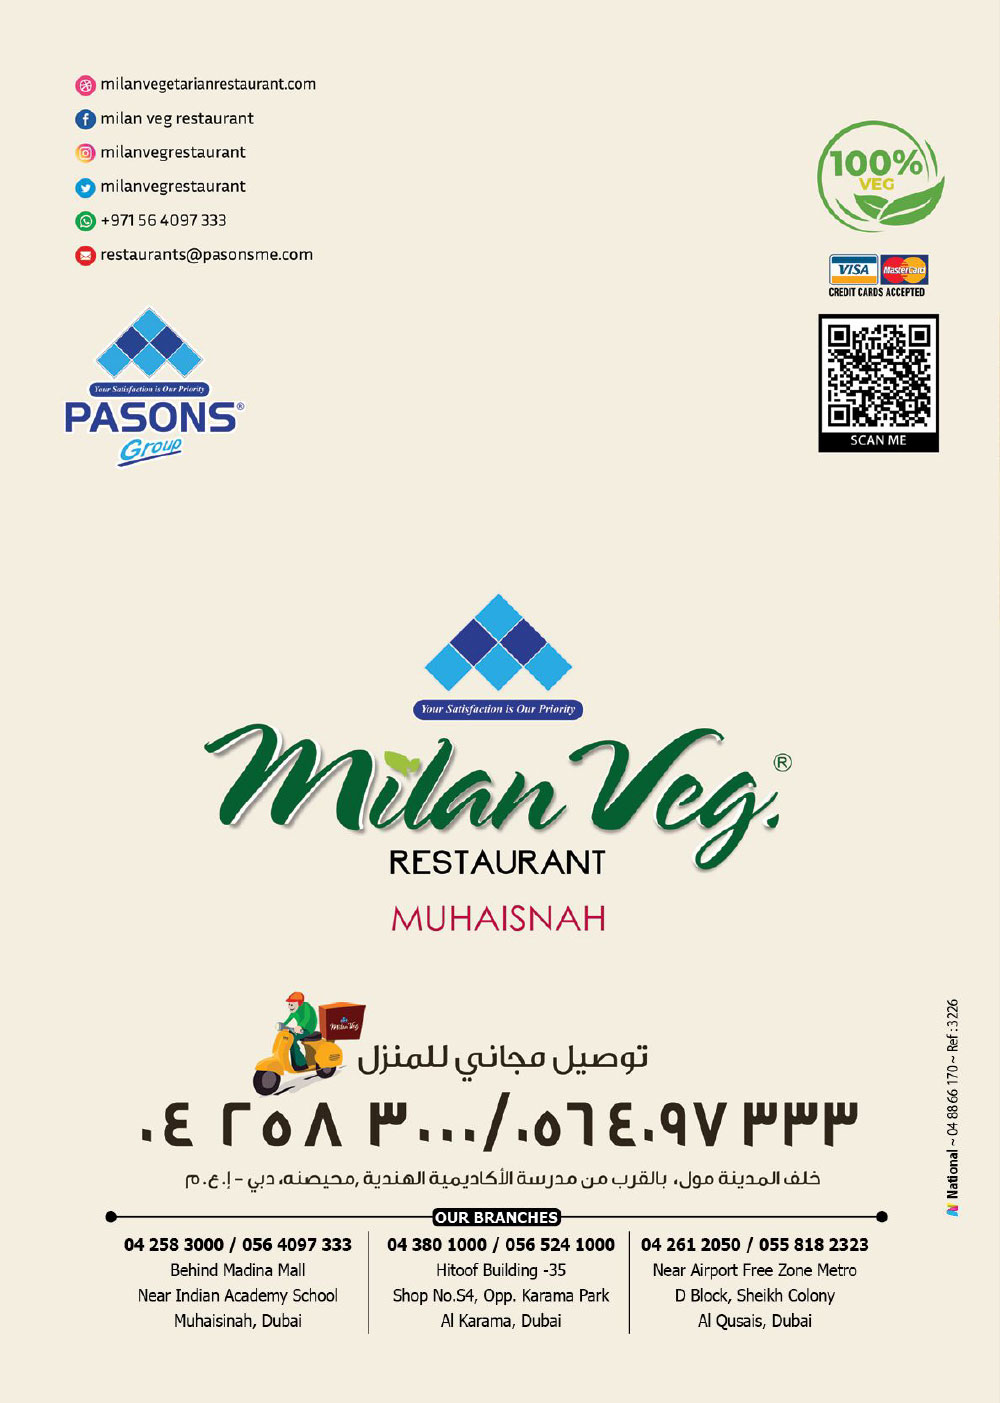 milanvegetarianrestaurant.com
milan veg restaurant
milanvegrestaurant
milanvegrestaurant
+971 56 4097 333
restaurants@pasonsme.com
100%
VEG
VISA MasterCard
CREDIT CARDS ACCEPTED
SCAN ME
Your Satisfaction is Our Priority
PASONS®
Group
Your Satisfaction is Our Priority
Milan Veg.®
RESTAURANT
MUHAISNAH
Milan Veg.
توصيل مجاني للمنزل
٠٤ ٢٥٨ ٣٠٠٠/٠٥٦٤٠٩٧ ٣٣٣
خلف المدينة مول، بالقرب من مدرسة الأكاديمية الهندية ,محيصنه، دبي - إ.ع.م
OUR BRANCHES
04 258 3000 / 056 4097 333
Behind Madina Mall
Near Indian Academy School
Muhaisinah, Dubai
04 380 1000 / 056 524 1000
Hitoof Building -35
Shop No.S4, Opp. Karama Park
Al Karama, Dubai
04 261 2050 / 055 818 2323
Near Airport Free Zone Metro
D Block, Sheikh Colony
Al Qusais, Dubai
National ~ 04 88 66 170 ~ Ref : 3226